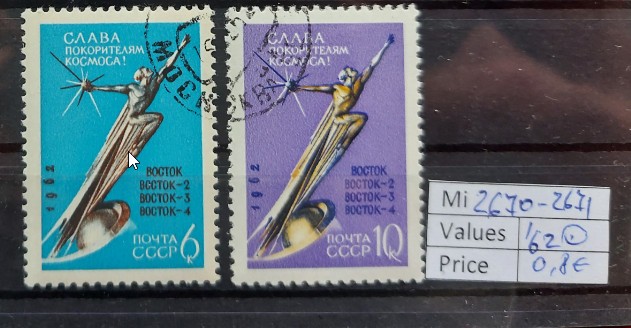 СЛАВА
ПОКОРИТЕЛЯМ
КОСМОСА!
1962
ВОСТОК
ВОСТОК-2
ВОСТОК-3
ВОСТОК-4
ПОЧТА
СССР
6К
СЛАВА
ПОКОРИТЕЛЯМ
КОСМОСА!
МОСКВА
1962
ВОСТОК
ВОСТОК-2
ВОСТОК-3
ВОСТОК-4
ПОЧТА
СССР
10К
Mi 2670-2671
Values 1/62
Price 0,8€